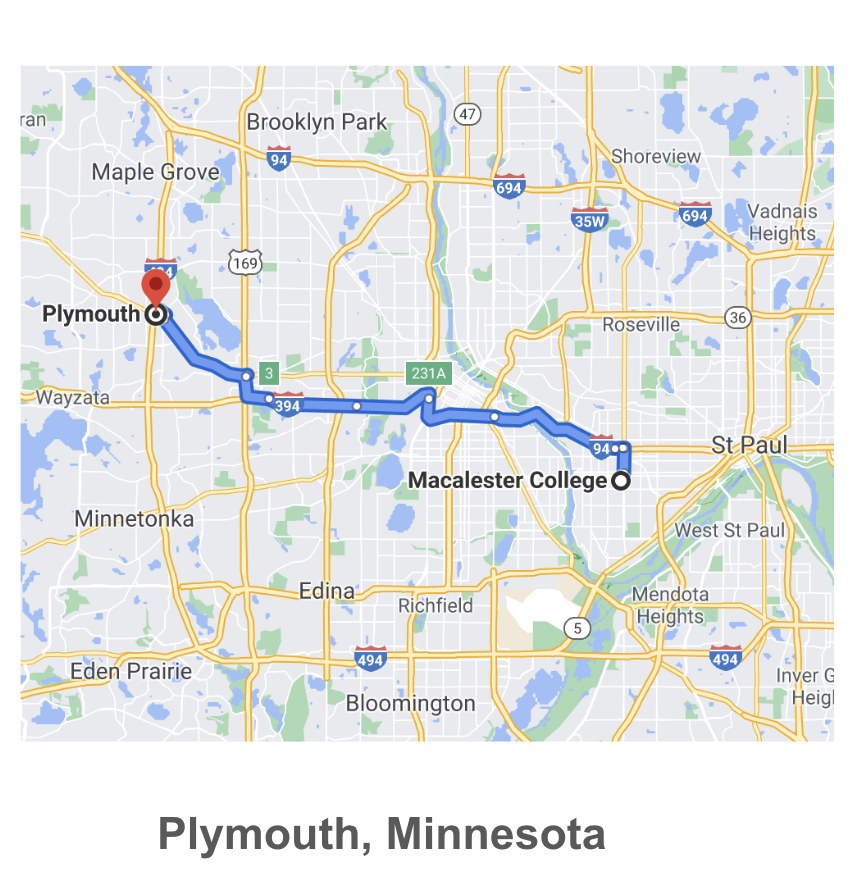 ran
Brooklyn Park
47
94
Shoreview
Maple Grove
694
35W
694
Vadnais
Heights
169
Plymouth
36
Roseville
3
231A
Wayzata
394
94
St Paul
Macalester College
Minnetonka
West St Paul
Edina
Richfield
Mendota
Heights
5
494
494
Eden Prairie
Inver G
Heigl
Bloomington
Plymouth, Minnesota